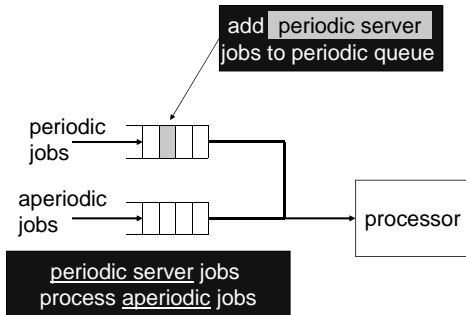 add periodic server
jobs to periodic queue
periodic
jobs
aperiodic
jobs
processor
periodic server jobs
process aperiodic jobs